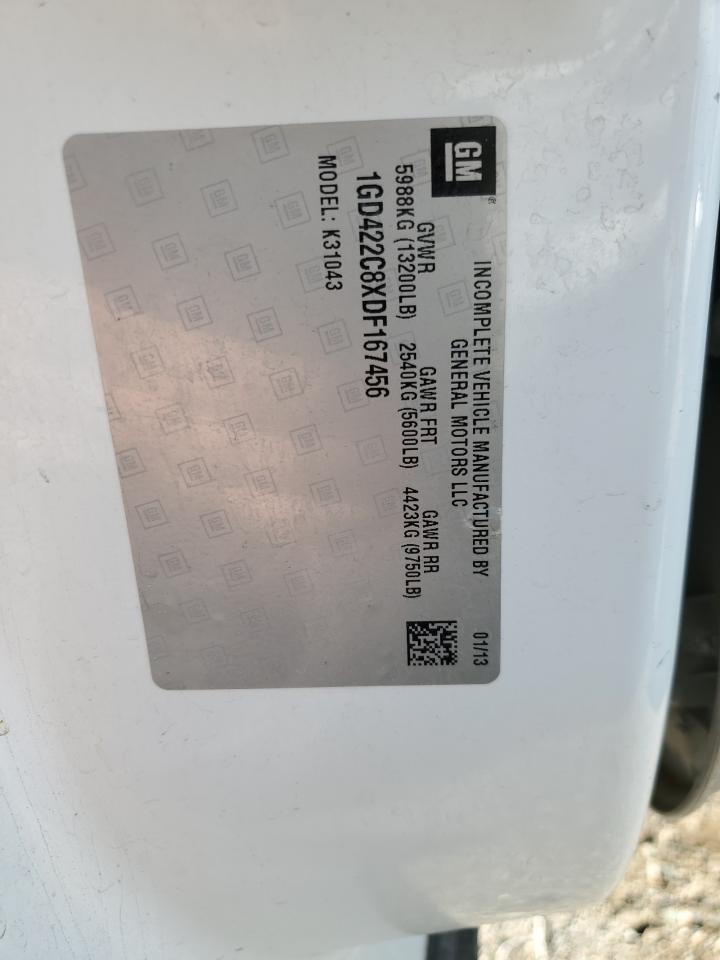 GM
INCOMPLETE VEHICLE MANUFACTURED BY
GENERAL MOTORS LLC
01/13
GVWR GAWR FRT GAWR RR
5988KG (13200LB) 2540KG (5600LB) 4423KG (9750LB)
1GD422C8XDF167456
MODEL: K31043